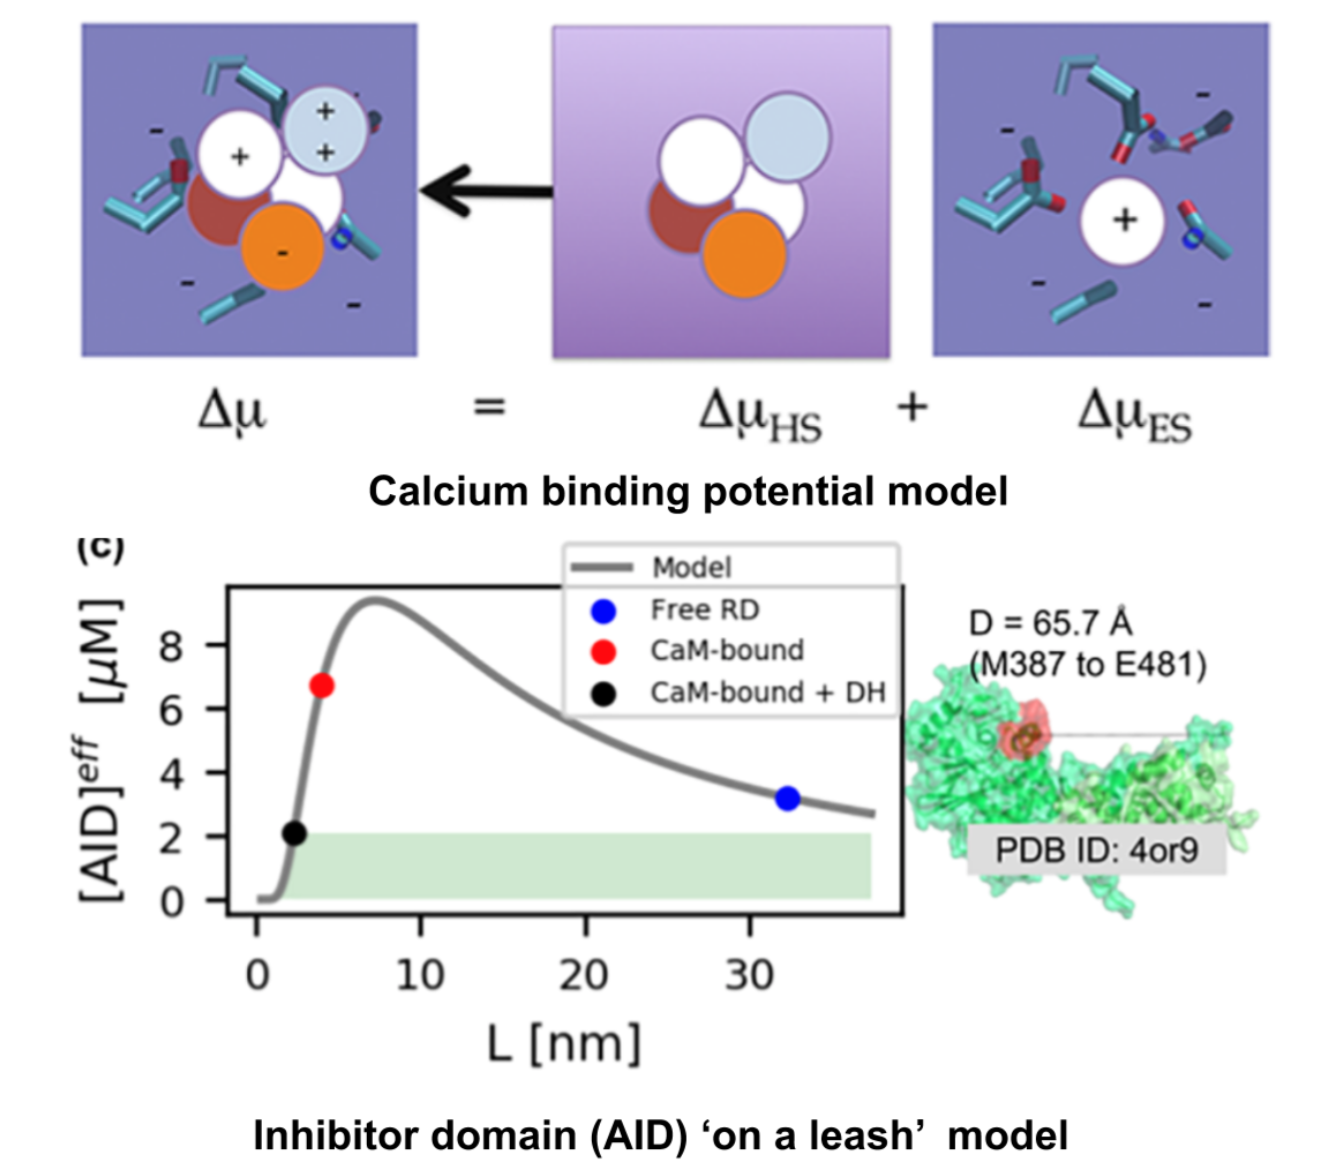 - + + + - - -
- - + - -
Δμ = ΔμHS + ΔμES
Calcium binding potential model
(c)
Model
Free RD
CaM-bound
CaM-bound + DH
[AID]eff [μM]
8
6
4
2
0
0 10 20 30
L [nm]
D = 65.7 Å
(M387 to E481)
PDB ID: 4or9
Inhibitor domain (AID) ‘on a leash’ model